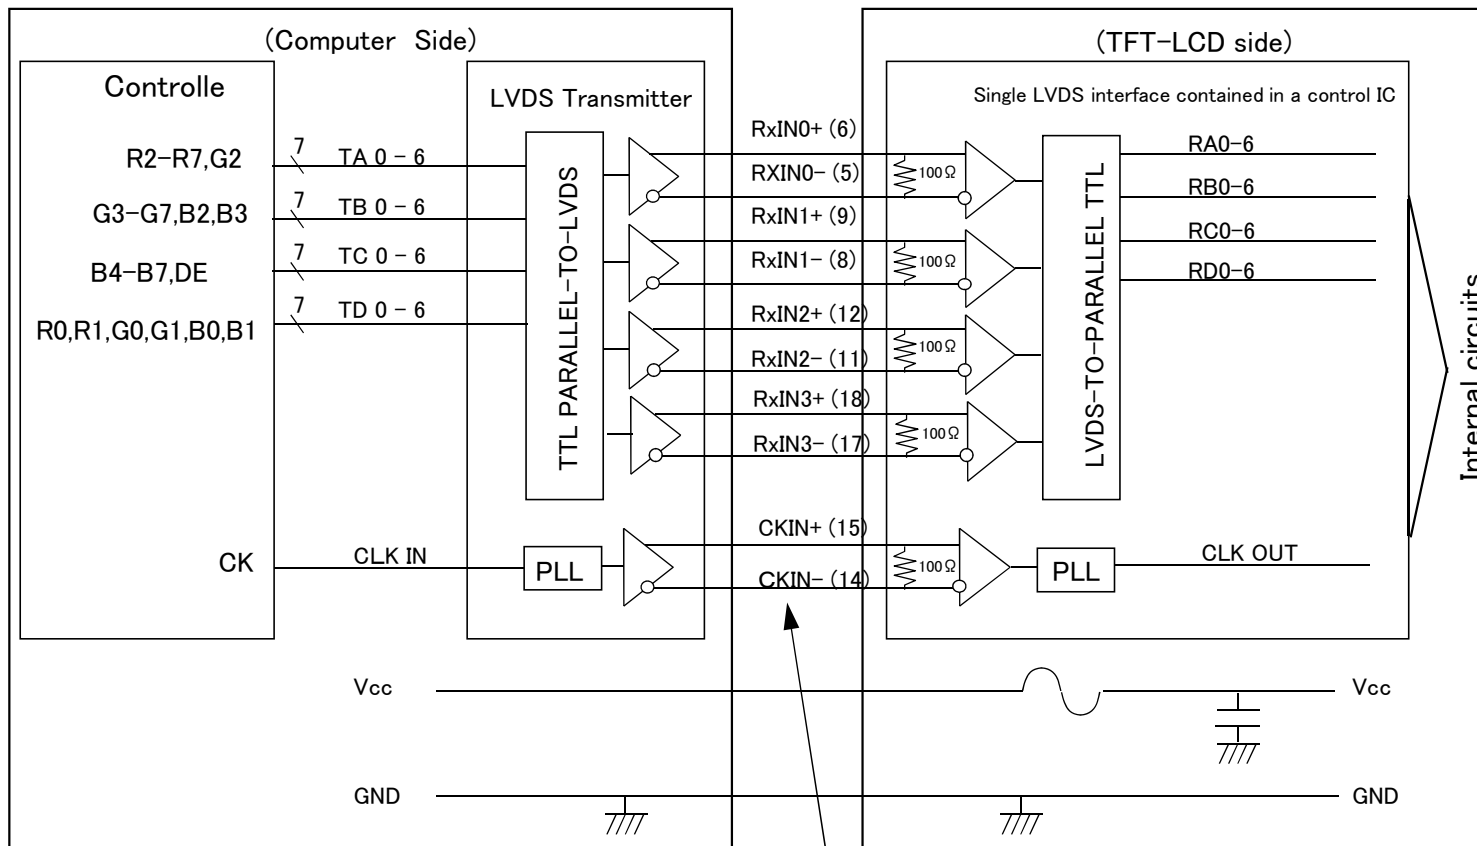 (Computer Side)
(TFT-LCD side)
Controlle
LVDS Transmitter
Single LVDS interface contained in a control IC
R2-R7,G2
7
TA 0 - 6
RxIN0+ (6)
RXIN0- (5)
100Ω
RA0-6
G3-G7,B2,B3
7
TB 0 - 6
RxIN1+ (9)
RB0-6
B4-B7,DE
7
TC 0 - 6
RxIN1- (8)
100Ω
RC0-6
R0,R1,G0,G1,B0,B1
7
TD 0 - 6
RxIN2+ (12)
RD0-6
RxIN2- (11)
100Ω
RxIN3+ (18)
RxIN3- (17)
100Ω
TTL PARALLEL-TO-LVDS
LVDS-TO-PARALLEL TTL
Internal circuits
CK
CLK IN
PLL
CKIN+ (15)
CKIN- (14)
100Ω
PLL
CLK OUT
Vcc
Vcc
GND
GND